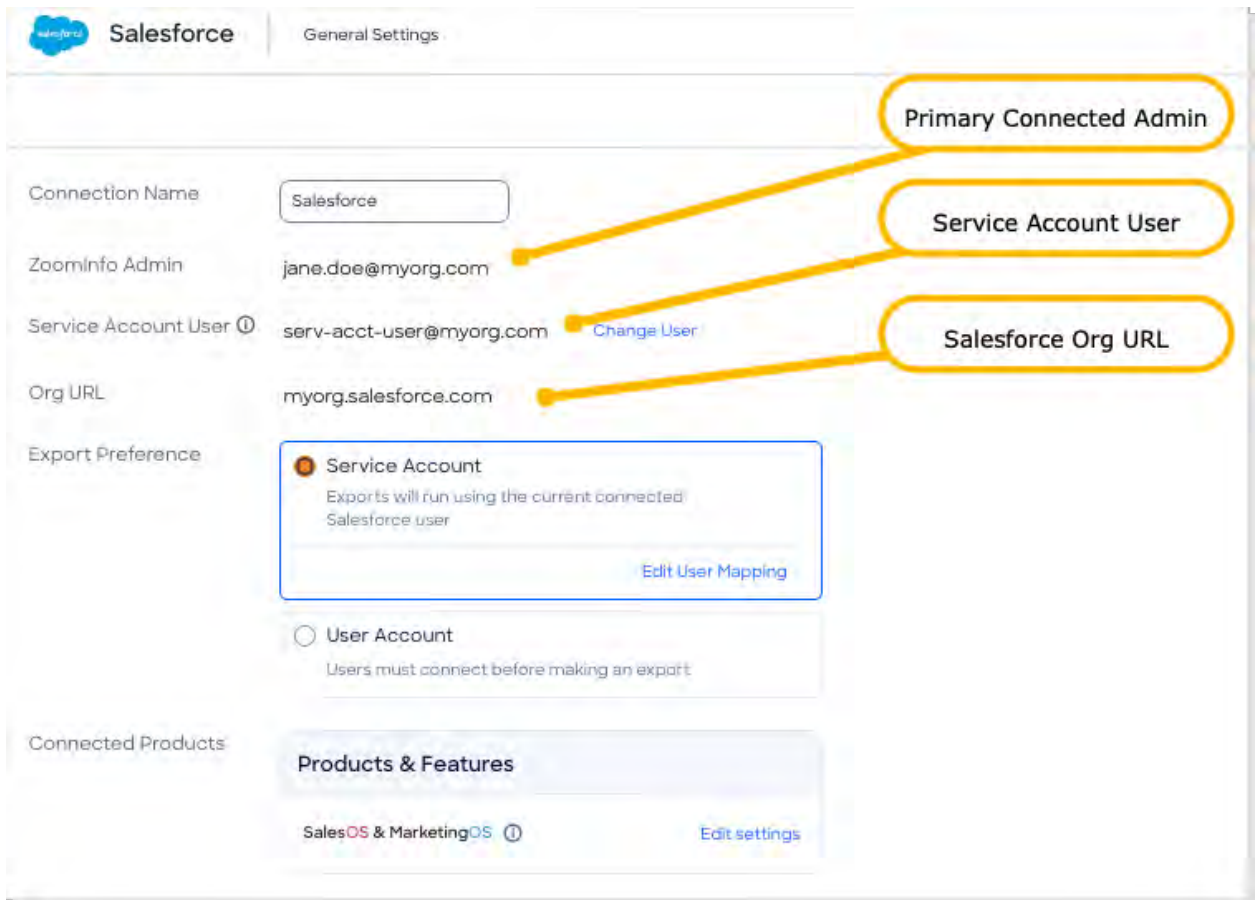 salesforce Salesforce General Settings
Primary Connected Admin
Connection Name Salesforce
Service Account User
ZoomInfo Admin jane.doe@myorg.com
Service Account User serv-acct-user@myorg.com Change User
Salesforce Org URL
Org URL myorg.salesforce.com
Export Preference Service Account
Exports will run using the current connected
Salesforce user
Edit User Mapping
User Account
Users must connect before making an export
Connected Products Products & Features
SalesOS & MarketingOS Edit settings